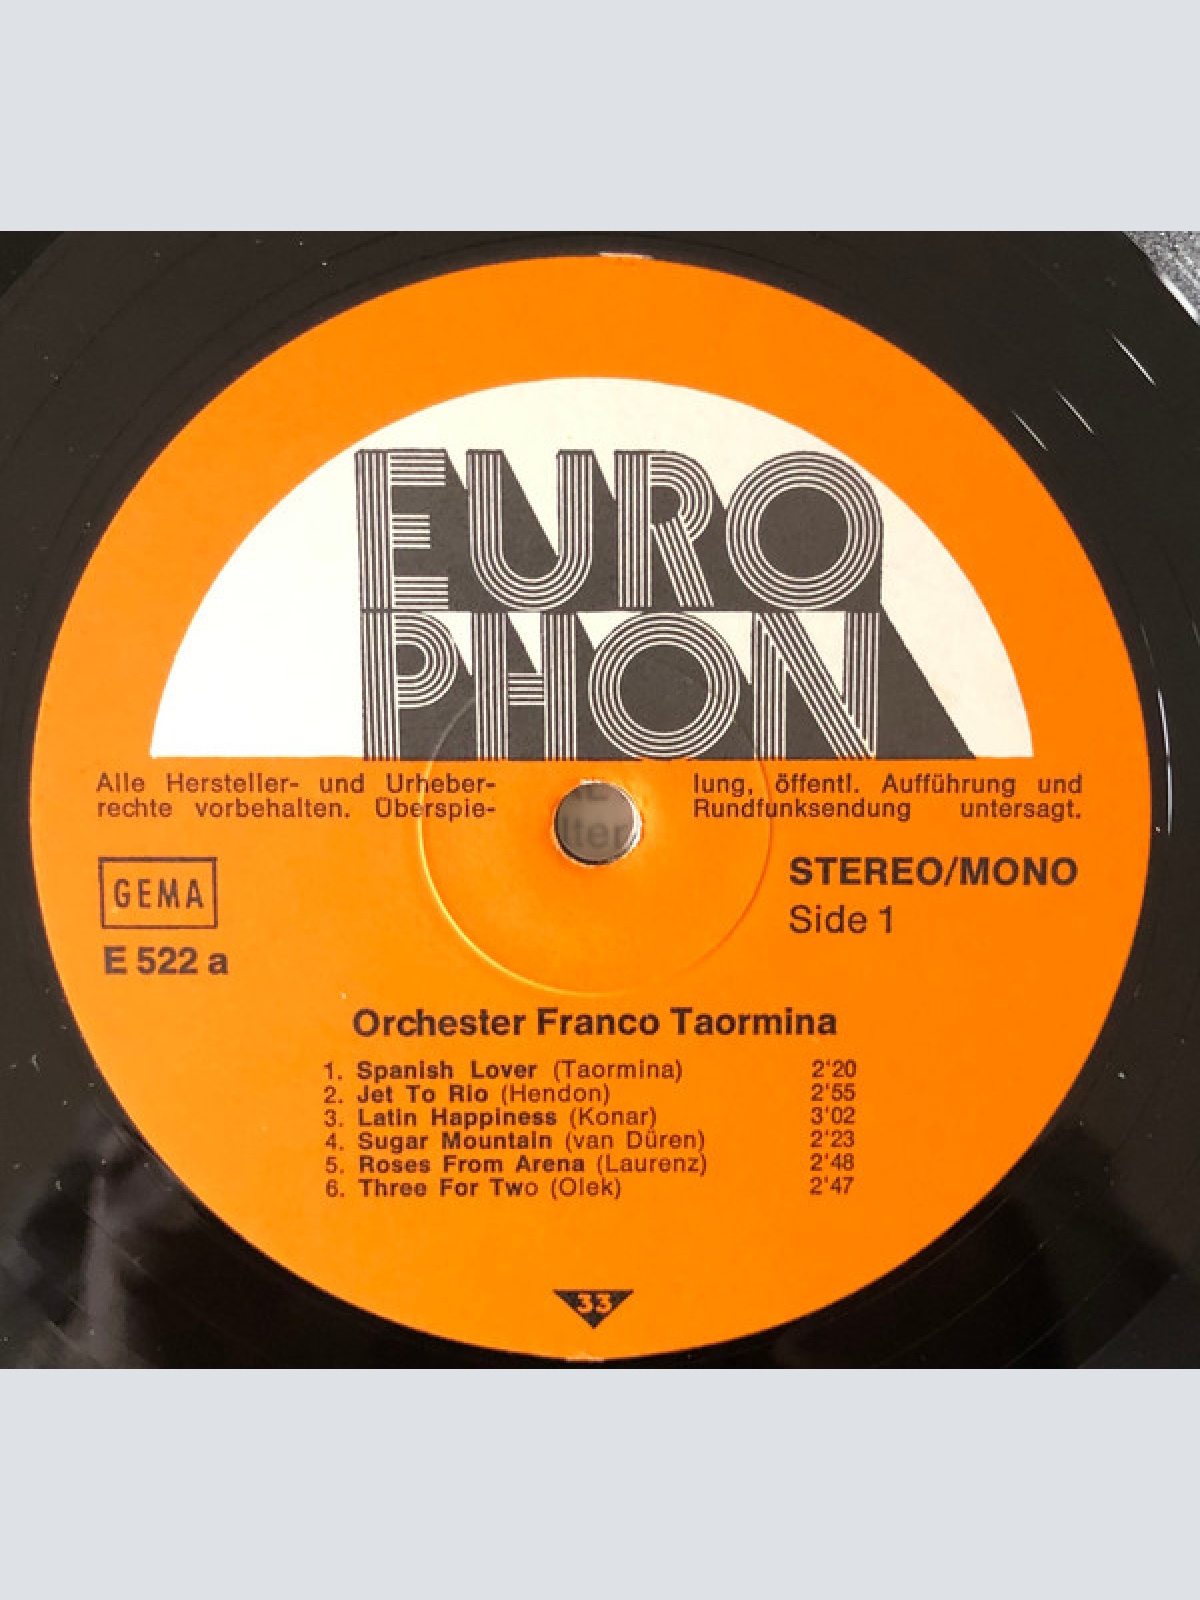 EURO
PHON
Alle Hersteller- und Urheber-
rechte vorbehalten. Überspie-
lung, öffentl. Aufführung und
Rundfunksendung untersagt.
GEMA
E 522 a
STEREO/MONO
Side 1
Orchester Franco Taormina
1. Spanish Lover (Taormina) 2'20
2. Jet To Rio (Hendon) 2'55
3. Latin Happiness (Konar) 3'02
4. Sugar Mountain (van Düren) 2'23
5. Roses From Arena (Laurenz) 2'48
6. Three For Two (Olek) 2'47
33